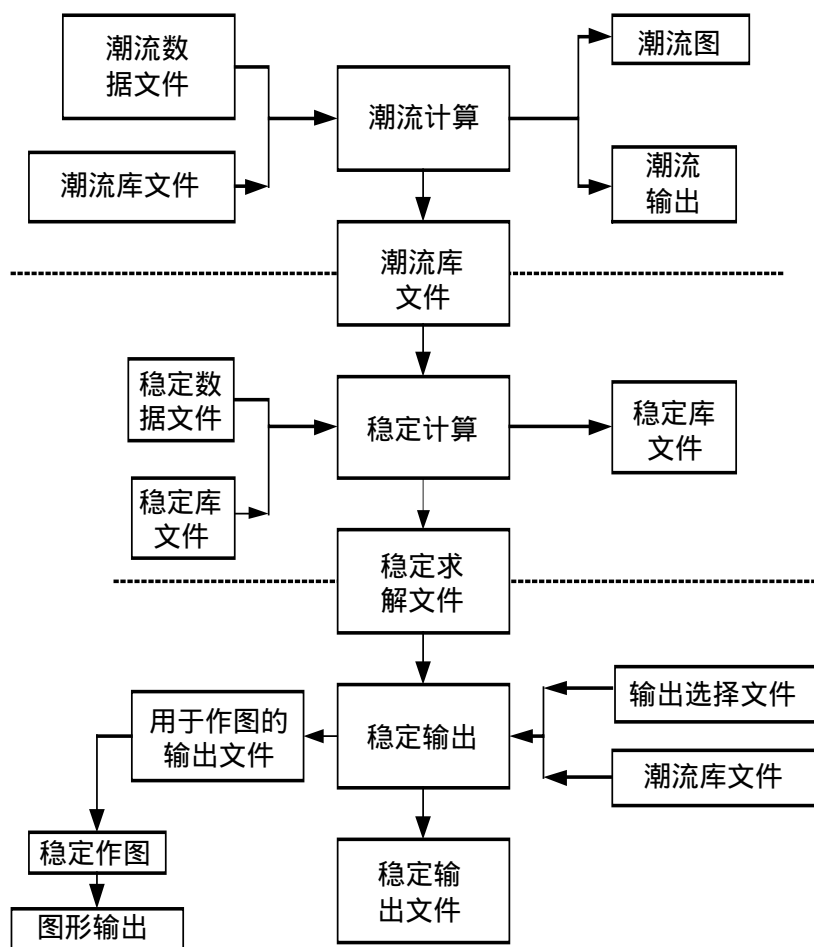 潮流数
据文件
潮流图
潮流计算
潮流库文件
潮流
输出
潮流库
文件
稳定数
据文件
稳定计算
稳定库
文件
稳定库
文件
稳定求
解文件
用于作图的
输出文件
稳定输出
输出选择文件
潮流库文件
稳定作图
稳定输
出文件
图形输出